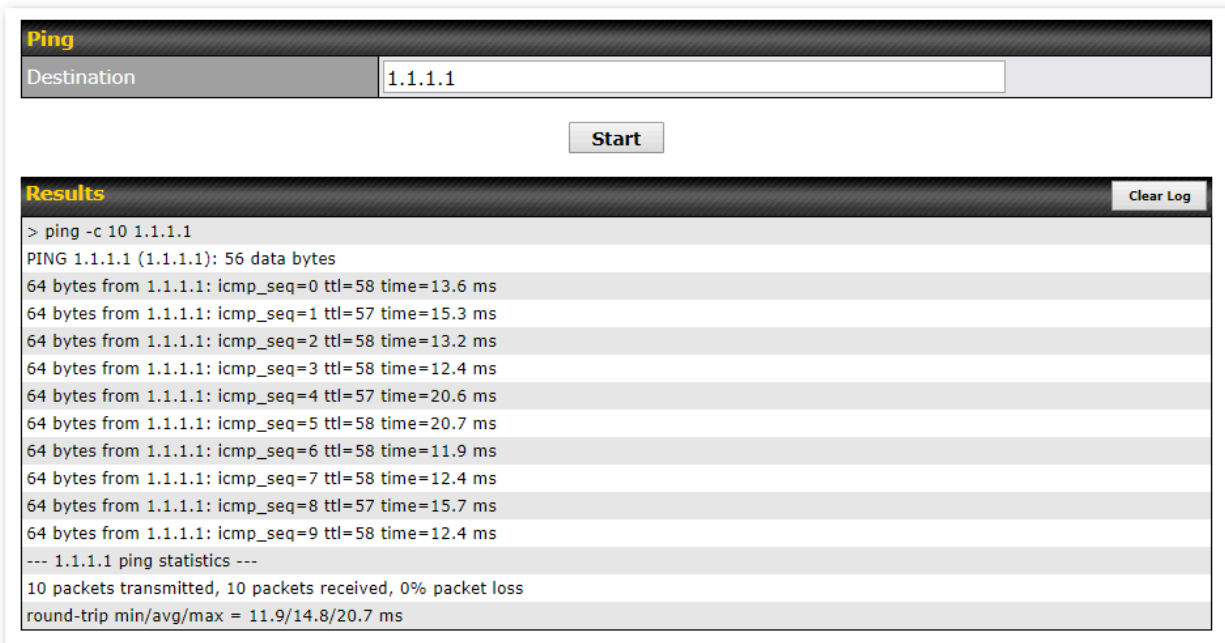 Ping
Destination 1.1.1.1
Start
Results Clear Log
> ping -c 10 1.1.1.1
PING 1.1.1.1 (1.1.1.1): 56 data bytes
64 bytes from 1.1.1.1: icmp_seq=0 ttl=58 time=13.6 ms
64 bytes from 1.1.1.1: icmp_seq=1 ttl=57 time=15.3 ms
64 bytes from 1.1.1.1: icmp_seq=2 ttl=58 time=13.2 ms
64 bytes from 1.1.1.1: icmp_seq=3 ttl=58 time=12.4 ms
64 bytes from 1.1.1.1: icmp_seq=4 ttl=57 time=20.6 ms
64 bytes from 1.1.1.1: icmp_seq=5 ttl=58 time=20.7 ms
64 bytes from 1.1.1.1: icmp_seq=6 ttl=58 time=11.9 ms
64 bytes from 1.1.1.1: icmp_seq=7 ttl=58 time=12.4 ms
64 bytes from 1.1.1.1: icmp_seq=8 ttl=57 time=15.7 ms
64 bytes from 1.1.1.1: icmp_seq=9 ttl=58 time=12.4 ms
--- 1.1.1.1 ping statistics ---
10 packets transmitted, 10 packets received, 0% packet loss
round-trip min/avg/max = 11.9/14.8/20.7 ms